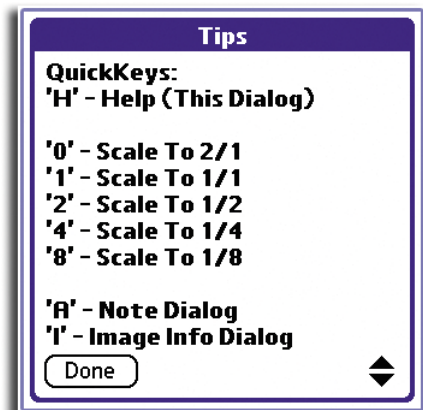 Tips
QuickKeys:
'H' – Help (This Dialog)
'0' – Scale To 2/1
'1' – Scale To 1/1
'2' – Scale To 1/2
'4' – Scale To 1/4
'8' – Scale To 1/8
'A' – Note Dialog
'I' – Image Info Dialog
Done